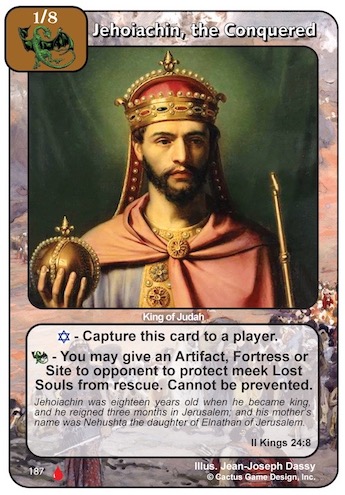 1/8
Jehoiachin, the Conquered
King of Judah
- Capture this card to a player.
- You may give an Artifact, Fortress or
Site to opponent to protect meek Lost
Souls from rescue. Cannot be prevented.
Jehoiachin was eighteen years old when he became king,
and he reigned three months in Jerusalem; and his mother's
name was Nehushta the daughter of Elnathan of Jerusalem.
II Kings 24:8
187
Illus. Jean-Joseph Dassy
© Cactus Game Design, Inc.